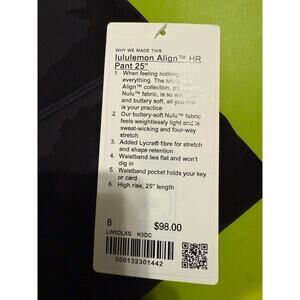 WHY WE MADE THIS
lululemon Align™ HR
Pant 25"
1. When feeling nothing is
everything. The lululemon
Align™ collection, powered by
Nulu™ fabric, is so weightless
and buttery soft, all you feel
is your practice
2. Our buttery-soft Nulu™ fabric
feels weightlessly light and is
sweat-wicking and four-way
stretch
3. Added Lycra® fibre for stretch
and shape retention
4. Waistband lies flat and won't
dig in
5. Waistband pocket holds your key
or card
6. High rise, 25" length
8
$98.00
LW5DLXS H3DC
000132301442